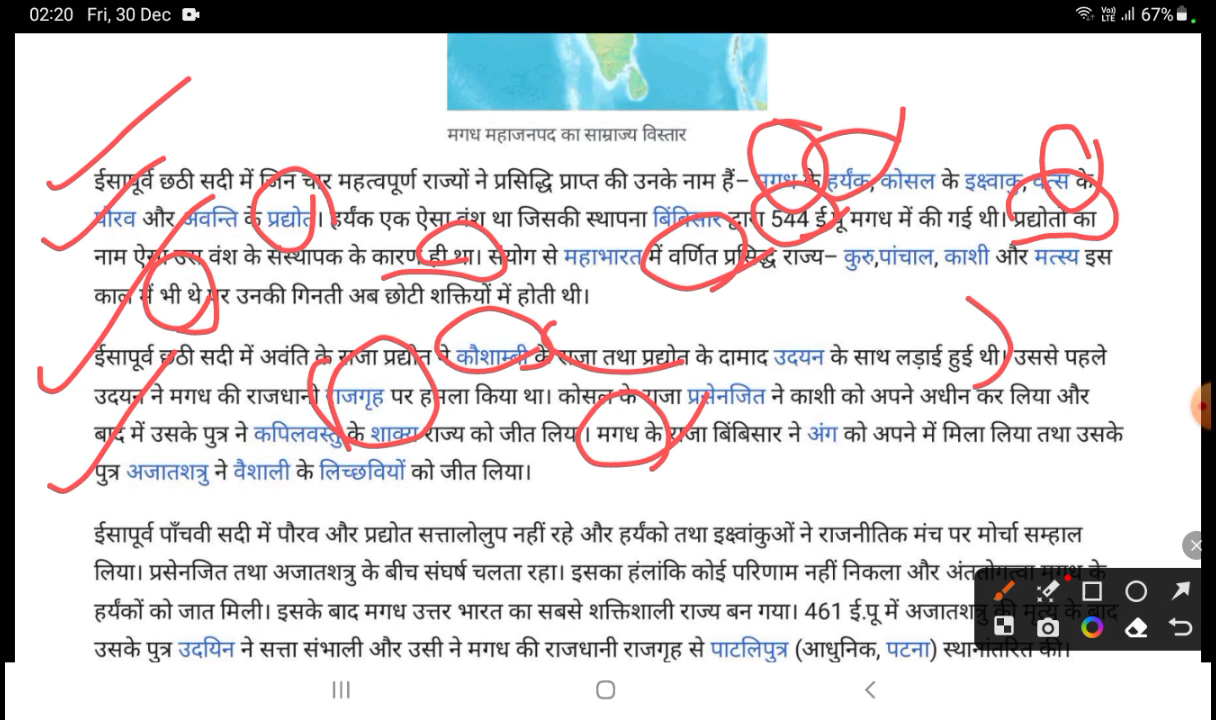 02:20 Fri, 30 Dec
Vo)) LTE 67%
मगध महाजनपद का साम्राज्य विस्तार
ईसापूर्व छठी सदी में जिन चार महत्वपूर्ण राज्यों ने प्रसिद्धि प्राप्त की उनके नाम हैं– मगध के हर्यंक, कोसल के इक्ष्वाकु, वत्स के
पौरव और अवन्ति के प्रद्योत। हर्यंक एक ऐसा वंश था जिसकी स्थापना बिंबिसार द्वारा 544 ई.पू मगध में की गई थी। प्रद्योतों का
नाम ऐसा उस वंश के संस्थापक के कारण ही था। संयोग से महाभारत में वर्णित प्रसिद्ध राज्य– कुरु,पांचाल, काशी और मत्स्य इस
काल में भी थे पर उनकी गिनती अब छोटी शक्तियों में होती थी।
ईसापूर्व छठी सदी में अवंति के राजा प्रद्योत ने कौशाम्बी के राजा तथा प्रद्योत के दामाद उदयन के साथ लड़ाई हुई थी। उससे पहले
उदयन ने मगध की राजधानी राजगृह पर हमला किया था। कोसल के राजा प्रसेनजित ने काशी को अपने अधीन कर लिया और
बाद में उसके पुत्र ने कपिलवस्तु के शाक्य राज्य को जीत लिया। मगध के राजा बिंबिसार ने अंग को अपने में मिला लिया तथा उसके
पुत्र अजातशत्रु ने वैशाली के लिच्छवियों को जीत लिया।
ईसापूर्व पाँचवी सदी में पौरव और प्रद्योत सत्तालोलुप नहीं रहे और हर्यंको तथा इक्ष्वांकुओं ने राजनीतिक मंच पर मोर्चा सम्हाल
लिया। प्रसेनजित तथा अजातशत्रु के बीच संघर्ष चलता रहा। इसका हंलांकि कोई परिणाम नहीं निकला और अंततोगत्वा मगध के
हर्यंकों को जात मिली। इसके बाद मगध उत्तर भारत का सबसे शक्तिशाली राज्य बन गया। 461 ई.पू में अजातशत्रु की मृत्यु के बाद
उसके पुत्र उदयिन ने सत्ता संभाली और उसी ने मगध की राजधानी राजगृह से पाटलिपुत्र (आधुनिक, पटना) स्थानांतरित की।